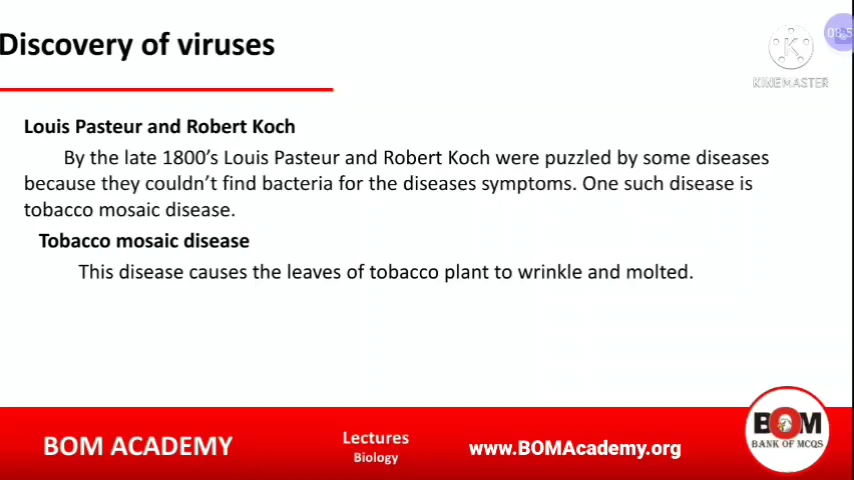 Discovery of viruses
KINEMASTER
Louis Pasteur and Robert Koch
By the late 1800's Louis Pasteur and Robert Koch were puzzled by some diseases
because they couldn't find bacteria for the diseases symptoms. One such disease is
tobacco mosaic disease.
Tobacco mosaic disease
This disease causes the leaves of tobacco plant to wrinkle and molted.
BOM ACADEMY
Lectures
Biology
www.BOMAcademy.org
BOM
BANK OF MCQS